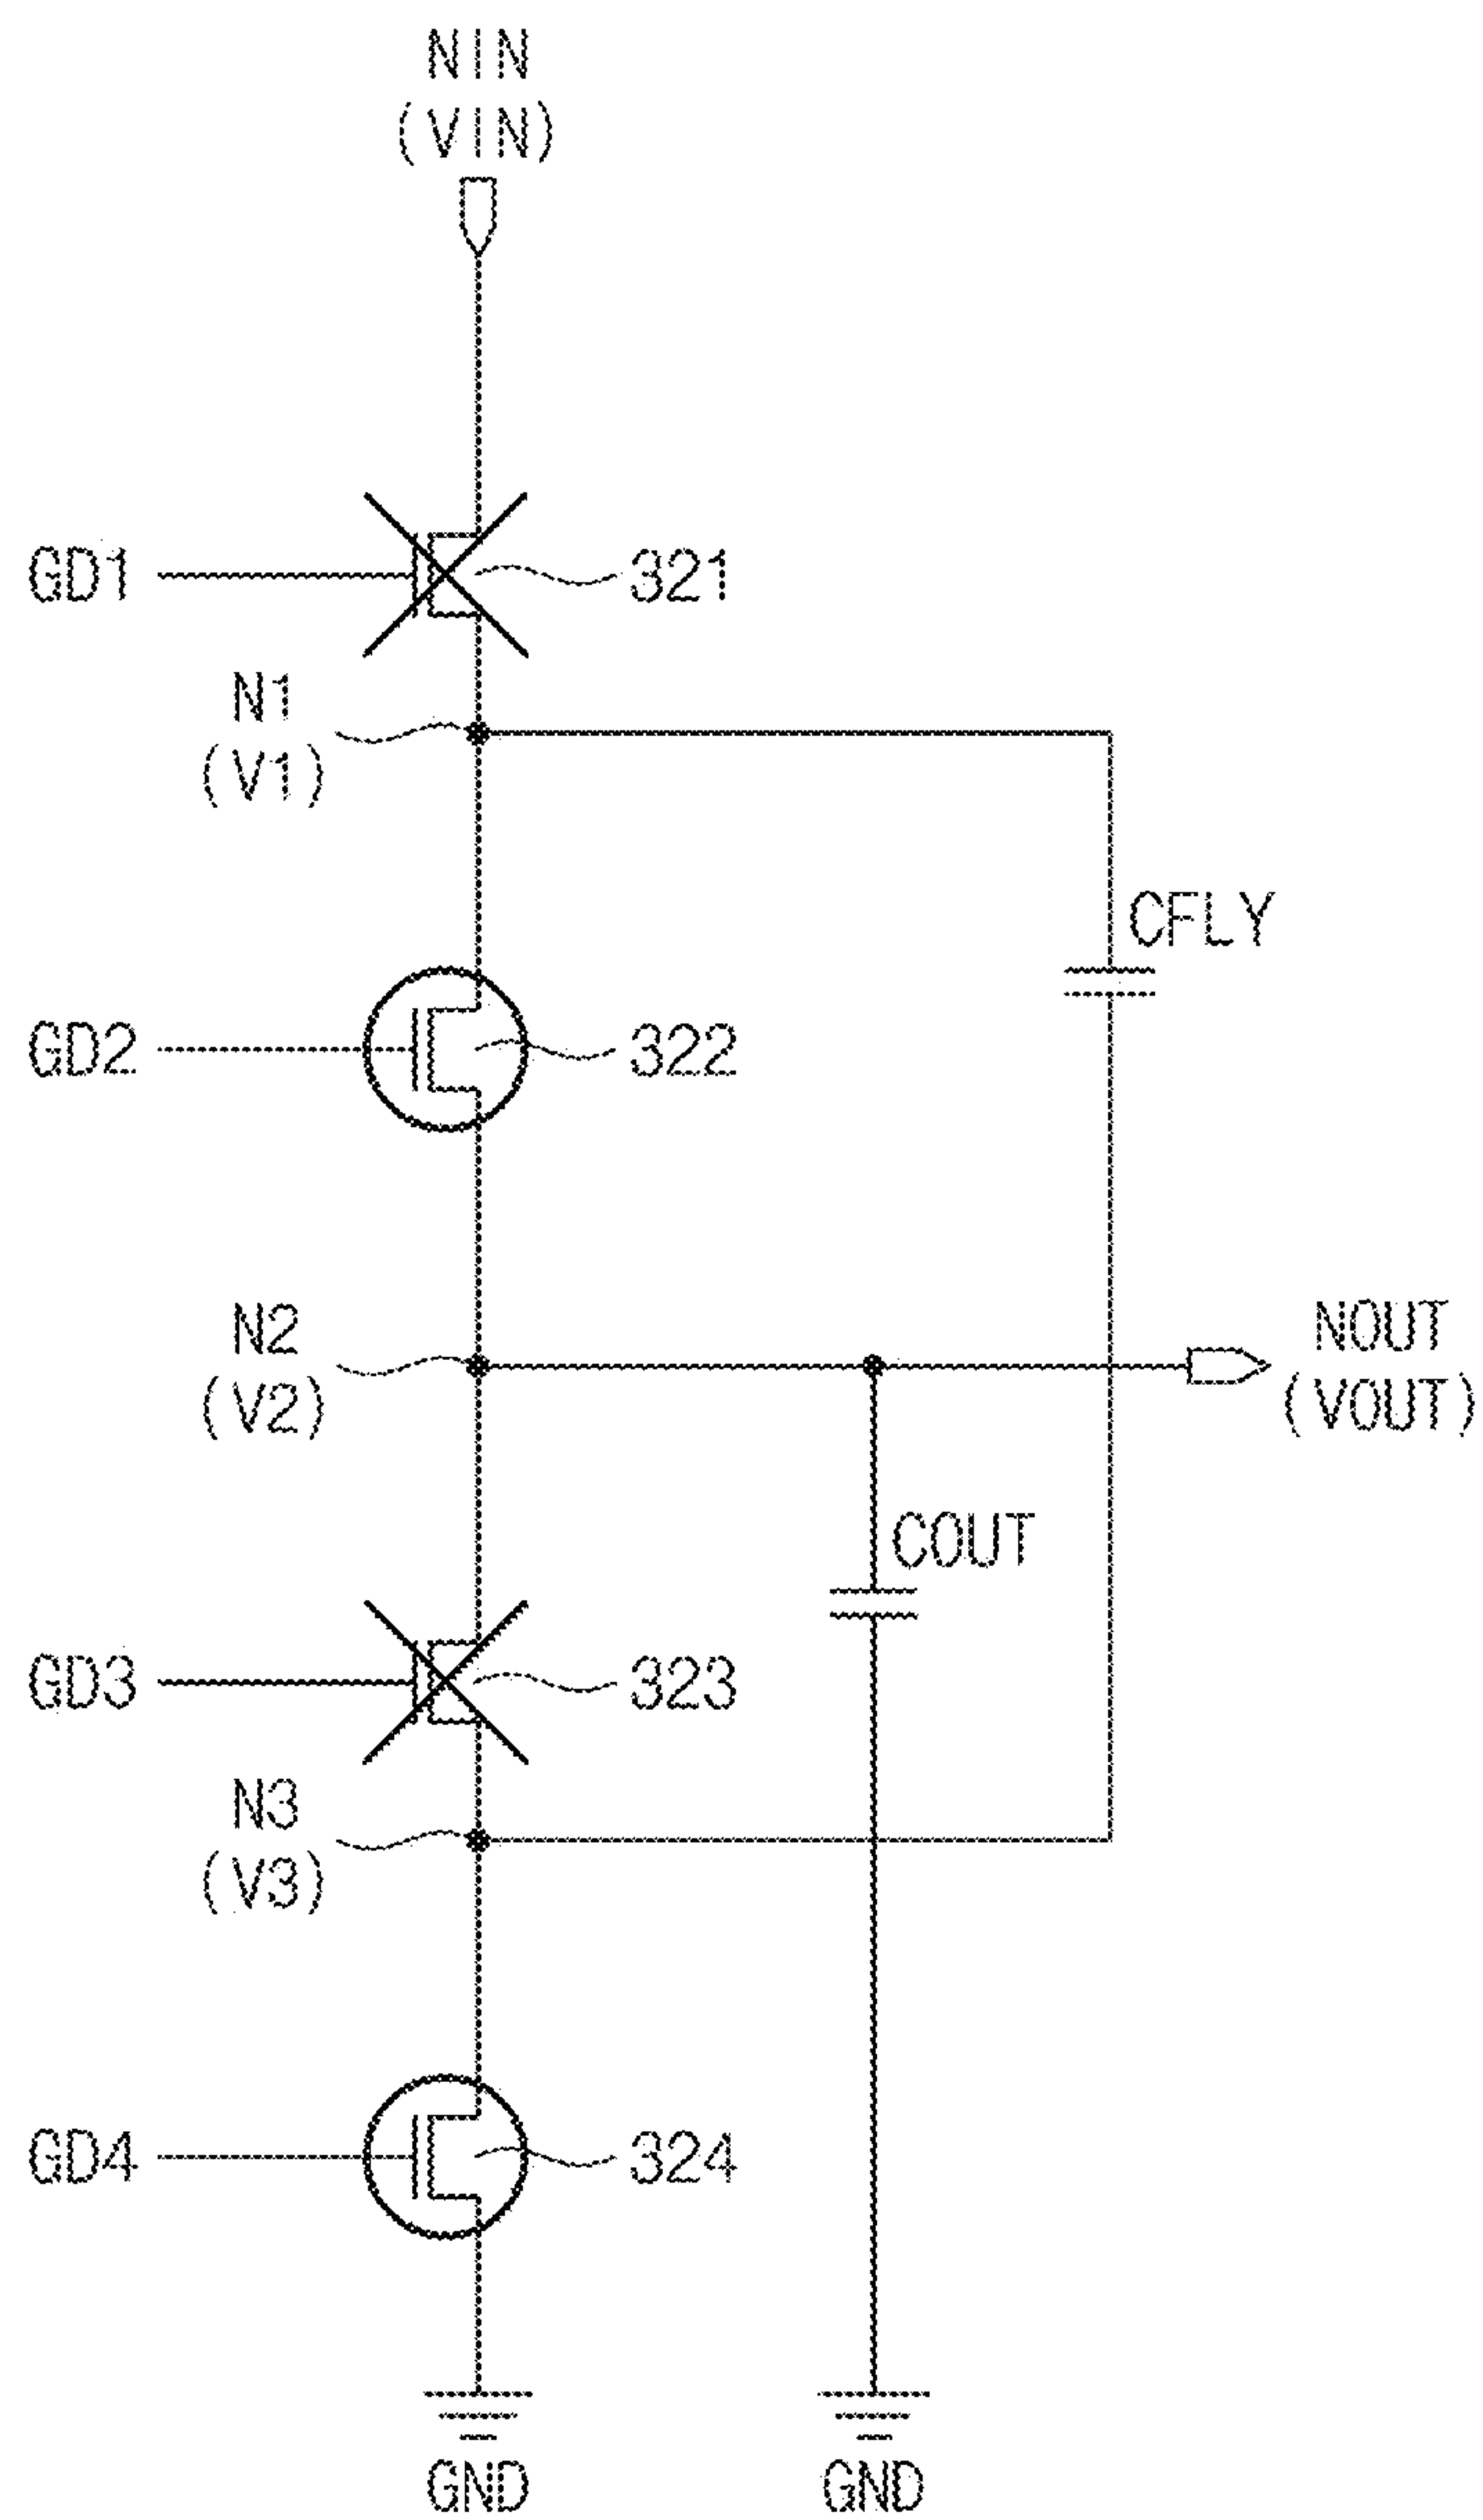 NIN
(VIN)
GD1
321
N1
(V1)
CFLY
GD2
322
N2
(V2)
NOUT
(VOUT)
COUT
GD3
323
N3
(V3)
GD4
324
GND
GND